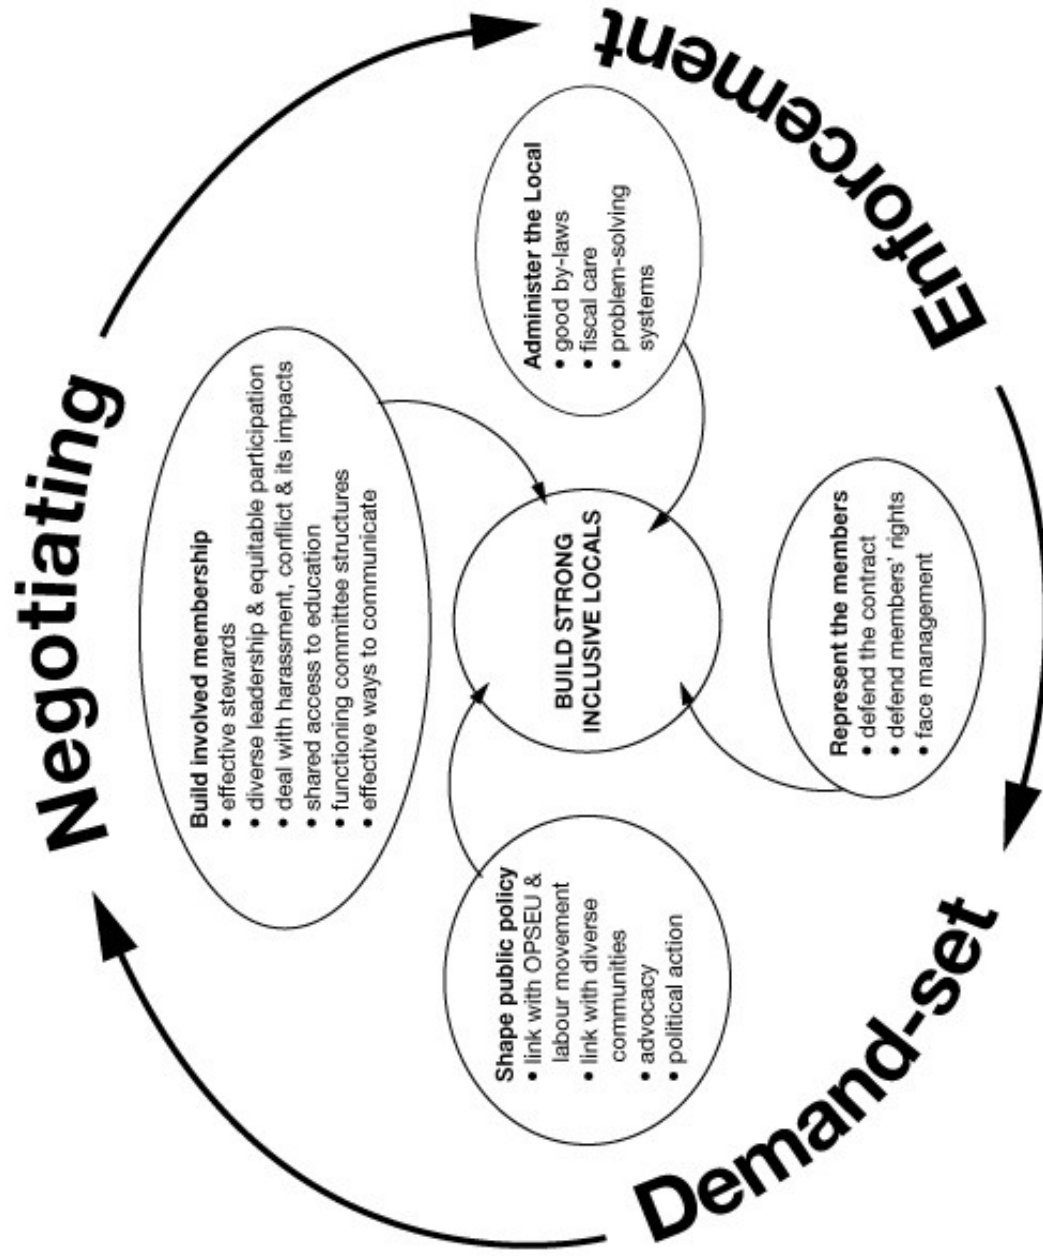 Negotiating
Build involved membership
• effective stewards
• diverse leadership & equitable participation
• deal with harassment, conflict & its impacts
• shared access to education
• functioning committee structures
• effective ways to communicate
Shape public policy
• link with OPSEU &
labour movement
• link with diverse
communities
• advocacy
• political action
BUILD STRONG
INCLUSIVE LOCALS
Administer the Local
• good by-laws
• fiscal care
• problem-solving
systems
Represent the members
• defend the contract
• defend members' rights
• face management
Demand-set
Enforcement